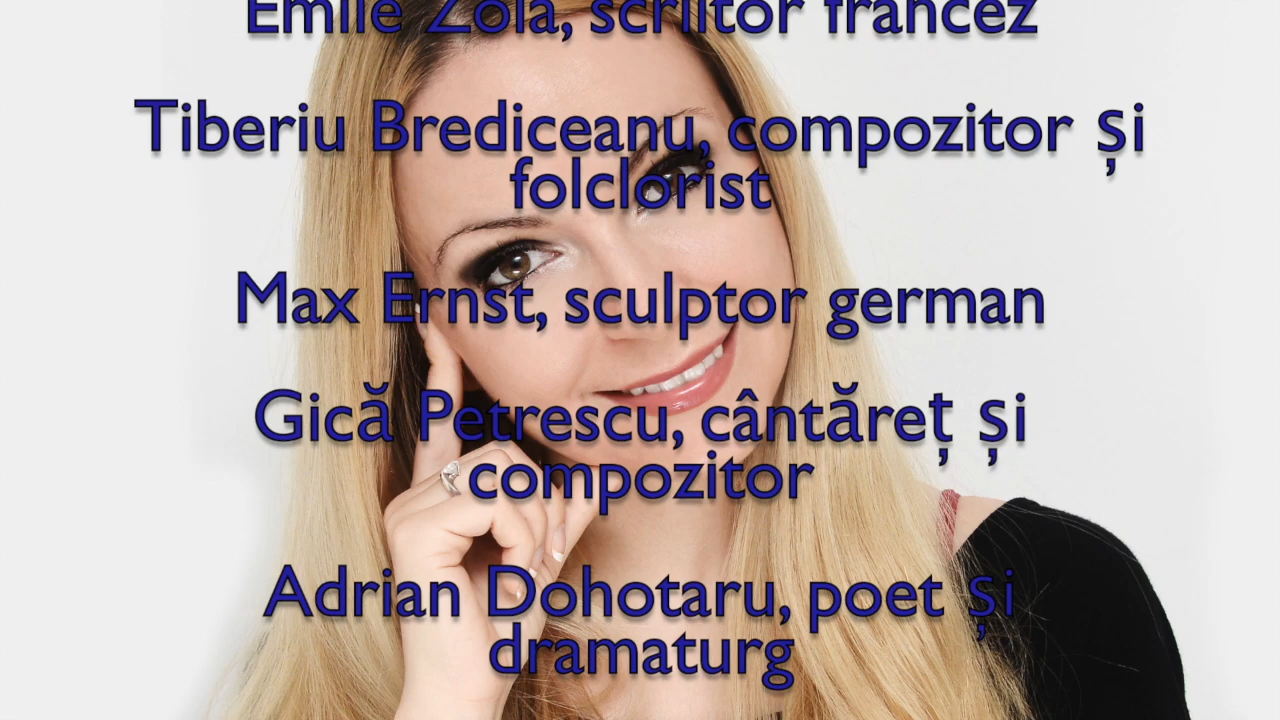 Emile Zola, scriitor francez
Tiberiu Brediceanu, compozitor și
folclorist
Max Ernst, sculptor german
Gică Petrescu, cântăreț și
compozitor
Adrian Dohotaru, poet și
dramaturg